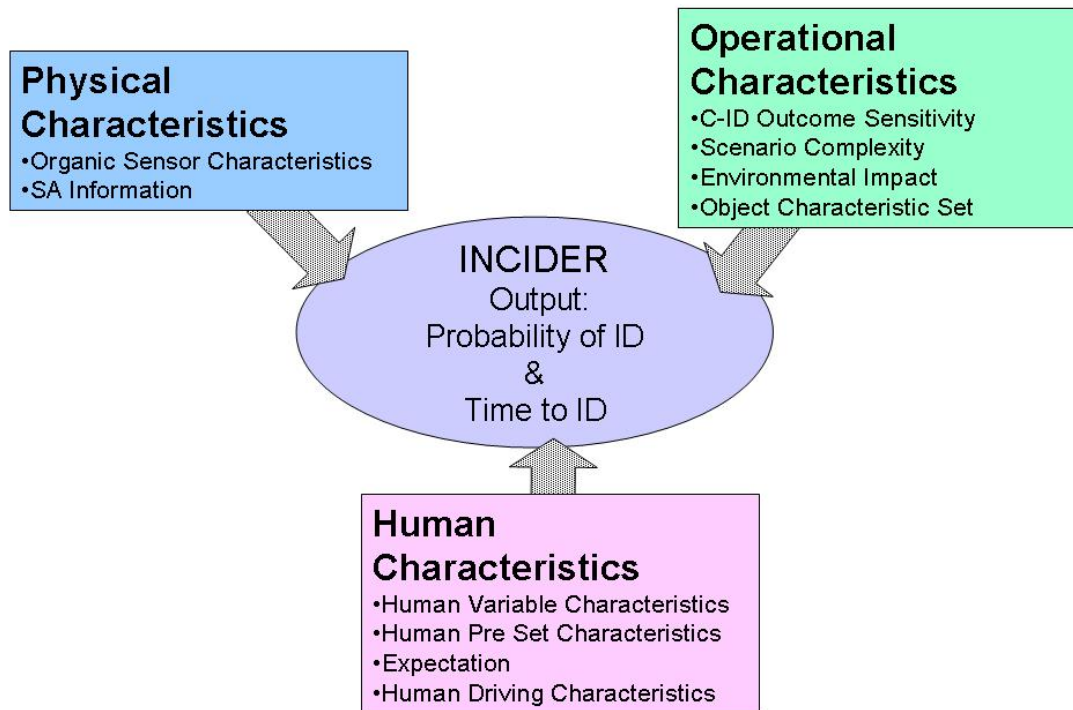 Physical
Characteristics
•Organic Sensor Characteristics
•SA Information
Operational
Characteristics
•C-ID Outcome Sensitivity
•Scenario Complexity
•Environmental Impact
•Object Characteristic Set
INCIDER
Output:
Probability of ID
&
Time to ID
Human
Characteristics
•Human Variable Characteristics
•Human Pre Set Characteristics
•Expectation
•Human Driving Characteristics